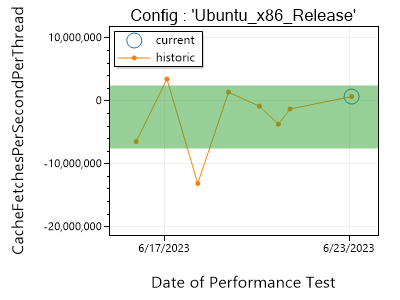 Config : 'Ubuntu_x86_Release'
CacheFetchesPerSecondPerThread
10,000,000
0
-10,000,000
-20,000,000
current
historic
6/17/2023
6/23/2023
Date of Performance Test